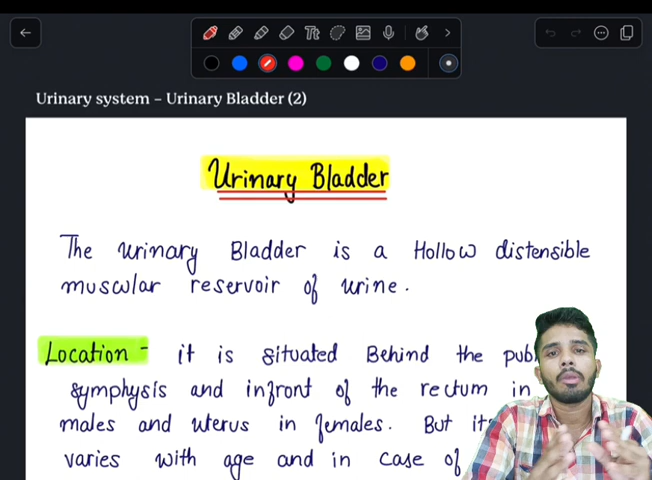 Urinary system – Urinary Bladder (2)
Urinary Bladder
The urinary Bladder is a Hollow distensible
muscular reservoir of urine.
Location - it is situated Behind the
symphysis and infront of the rectum in
males and uterus in females. But
varies with age and in case of